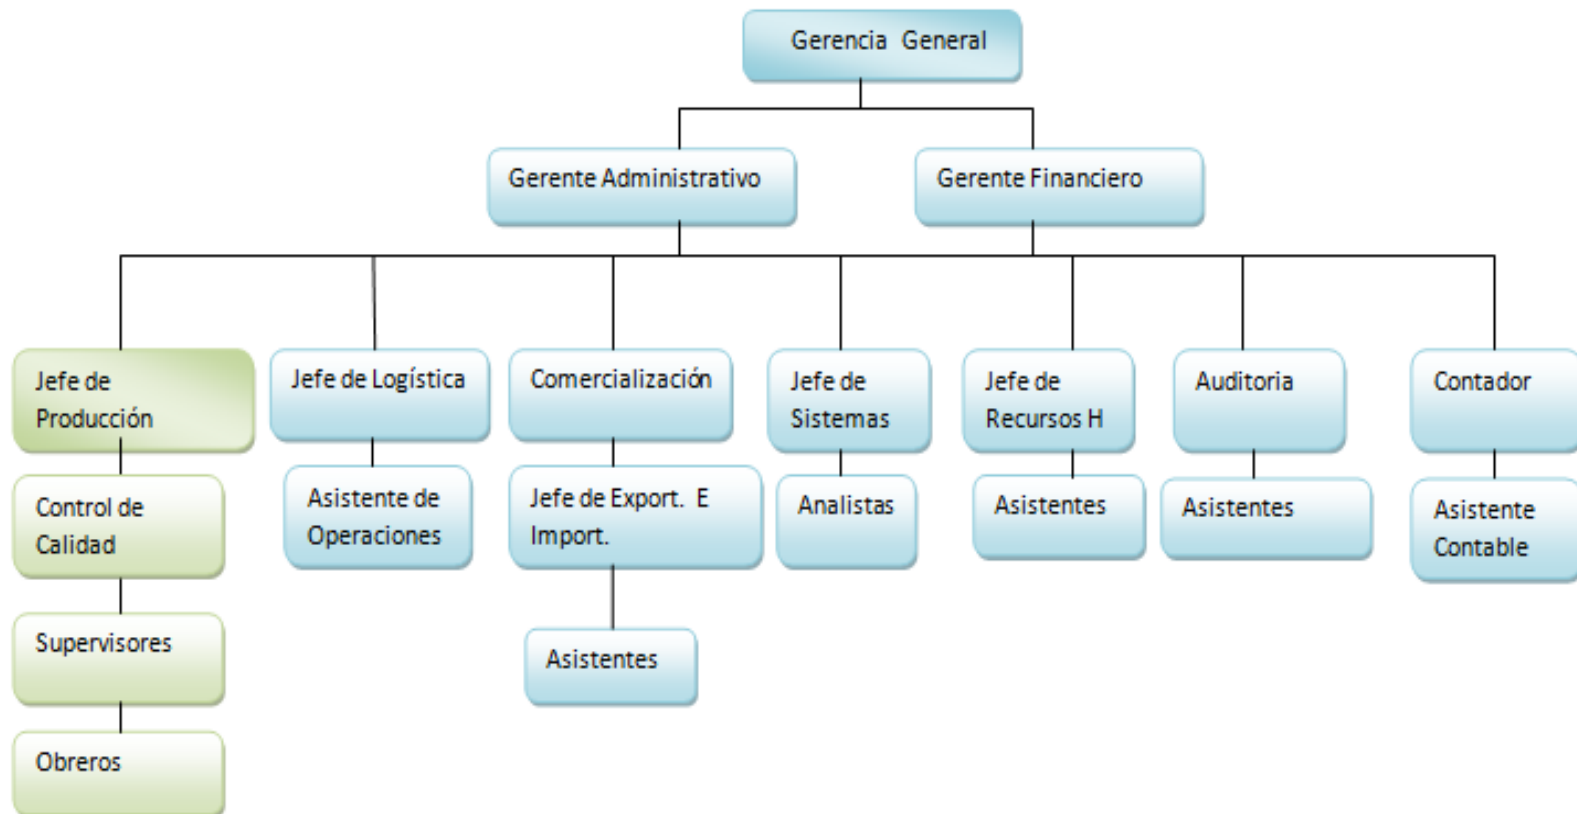 Gerencia General
Gerente Administrativo
Gerente Financiero
Jefe de
Producción
Jefe de Logística
Comercialización
Jefe de
Sistemas
Jefe de
Recursos H
Auditoria
Contador
Control de
Calidad
Asistente de
Operaciones
Jefe de Export. E
Import.
Analistas
Asistentes
Asistentes
Asistente
Contable
Supervisores
Asistentes
Obreros